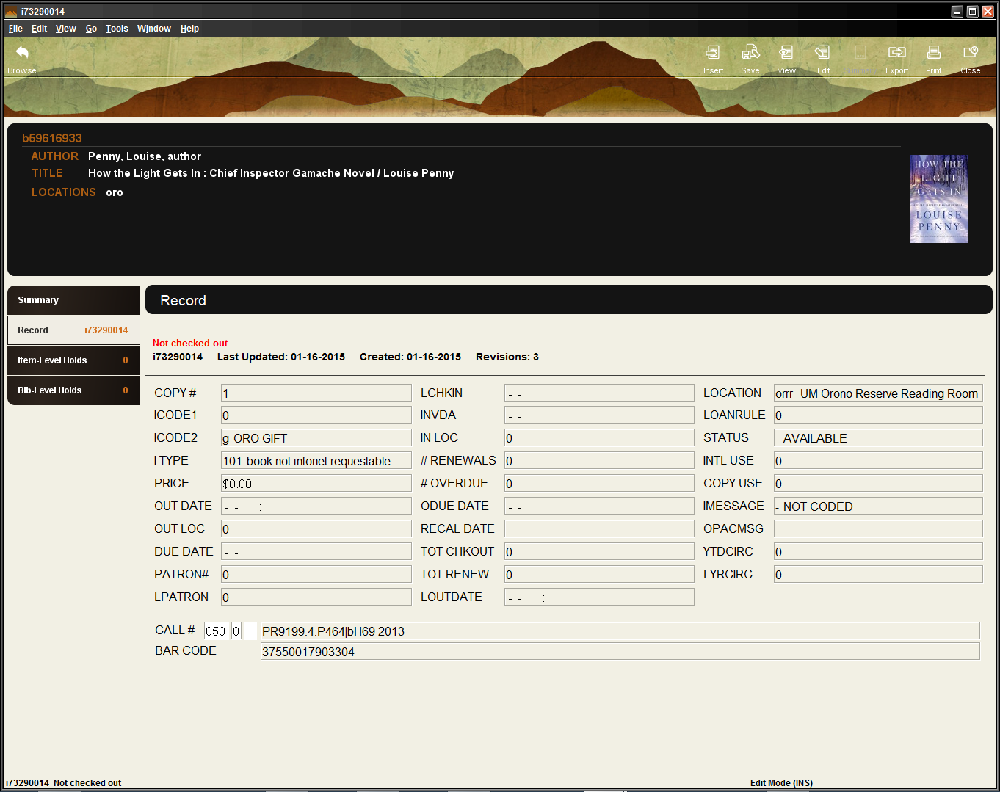 i73290014
File Edit View Go Tools Window Help
Browse Insert Save View Edit Export Print Close
b59616933
AUTHOR Penny, Louise, author
TITLE How the Light Gets In : Chief Inspector Gamache Novel / Louise Penny
LOCATIONS oro
HOW THE
LIGHT
GETS IN
LOUISE
PENNY
Summary
Record i73290014
Item-Level Holds 0
Bib-Level Holds 0
Record
Not checked out
i73290014 Last Updated: 01-16-2015 Created: 01-16-2015 Revisions: 3
COPY # 1 LCHKIN - - LOCATION orrr UM Orono Reserve Reading Room
ICODE1 0 INVDA - - LOANRULE 0
ICODE2 g ORO GIFT IN LOC 0 STATUS - AVAILABLE
I TYPE 101 book not infonet requestable # RENEWALS 0 INTL USE 0
PRICE $0.00 # OVERDUE 0 COPY USE 0
OUT DATE - - : ODUE DATE - - IMESSAGE - NOT CODED
OUT LOC 0 RECAL DATE - - OPACMSG -
DUE DATE - - TOT CHKOUT 0 YTDCIRC 0
PATRON# 0 TOT RENEW 0 LYRCIRC 0
LPATRON 0 LOUTDATE - - :
CALL # 050 0 PR9199.4.P464|bH69 2013
BAR CODE 37550017903304
i73290014 Not checked out Edit Mode (INS)